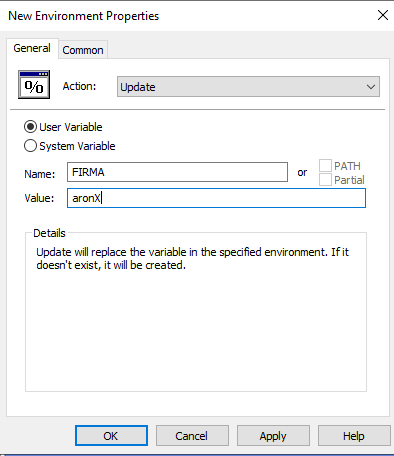 New Environment Properties
General
Common
Action:
Update
User Variable
System Variable
Name:
FIRMA
or
PATH
Partial
Value:
aronX
Details
Update will replace the variable in the specified environment. If it
doesn't exist, it will be created.
OK
Cancel
Apply
Help